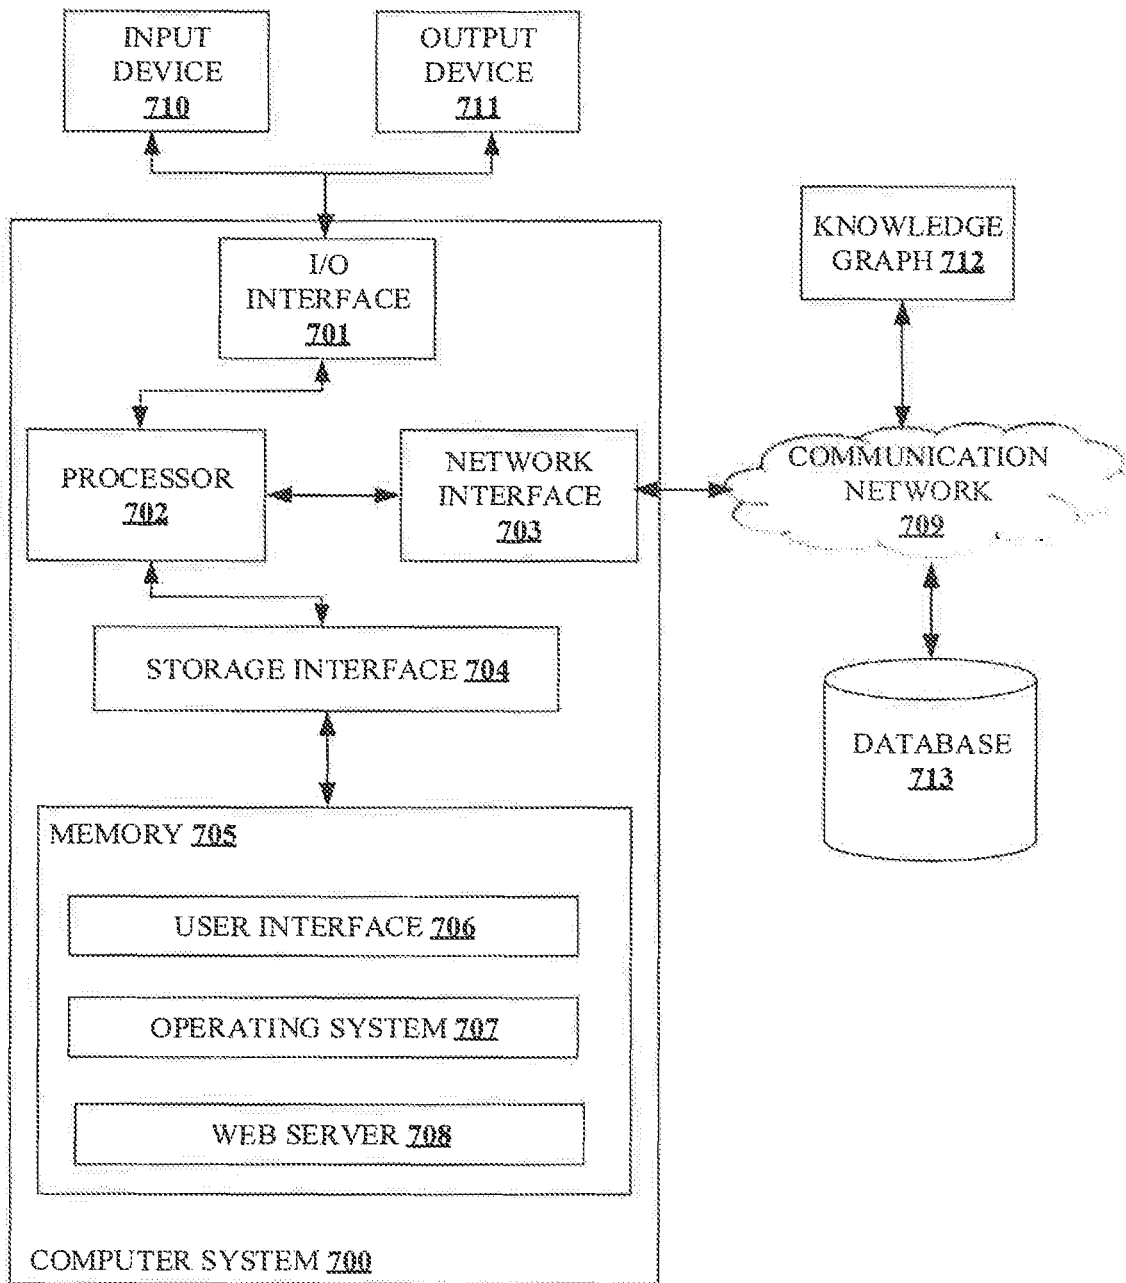 INPUT
DEVICE
710
OUTPUT
DEVICE
711
KNOWLEDGE
GRAPH 712
I/O
INTERFACE
701
PROCESSOR
702
NETWORK
INTERFACE
703
COMMUNICATION
NETWORK
709
STORAGE INTERFACE 704
DATABASE
713
MEMORY 705
USER INTERFACE 706
OPERATING SYSTEM 707
WEB SERVER 708
COMPUTER SYSTEM 700